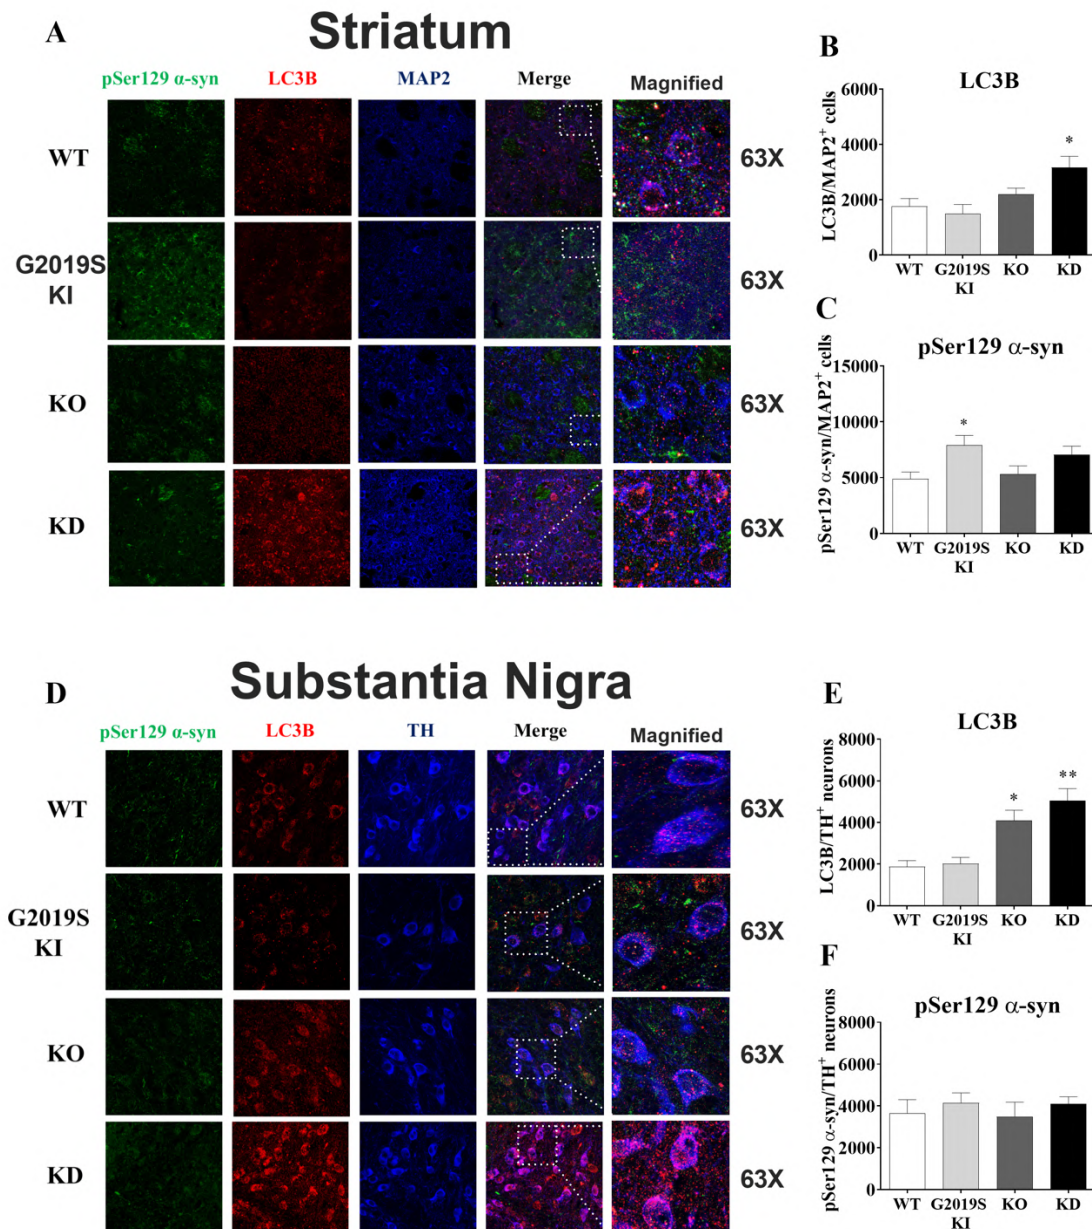 A
Striatum
pSer129 α-syn
LC3B
MAP2
Merge
Magnified
WT
63X
G2019S
KI
63X
KO
63X
KD
63X
B
LC3B
LC3B/MAP2⁺ cells
6000
4000
2000
0
*
WT
G2019S
KI
KO
KD
C
pSer129 α-syn
pSer129 α-syn/MAP2⁺ cells
15000
10000
5000
0
*
WT
G2019S
KI
KO
KD
D
Substantia Nigra
pSer129 α-syn
LC3B
TH
Merge
Magnified
WT
63X
G2019S
KI
63X
KO
63X
KD
63X
E
LC3B
LC3B/TH⁺ neurons
8000
6000
4000
2000
0
*
**
WT
G2019S
KI
KO
KD
F
pSer129 α-syn
pSer129 α-syn/TH⁺ neurons
8000
6000
4000
2000
0
WT
G2019S
KI
KO
KD